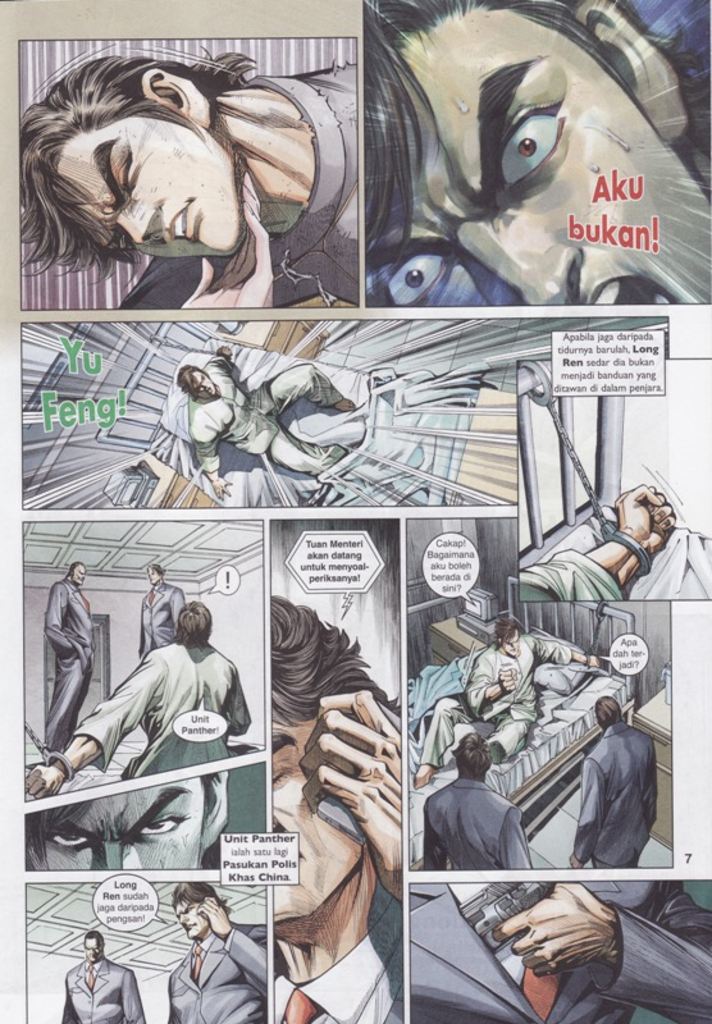 Aku
bukan!
Yu
Feng!
Apabila jaga daripada
tidurnya barulah, Long
Ren sedar dia bukan
menjadi banduan yang
ditawan di dalam penjara.
!
Unit
Panther!
Tuan Menteri
akan datang
untuk menyoal-
periksanya!
Cakap!
Bagaimana
aku boleh
berada di
sini?
Apa
dah ter-
jadi?
Unit Panther
ialah satu lagi
Pasukan Polis
Khas China.
Long
Ren sudah
jaga daripada
pengsan!
7